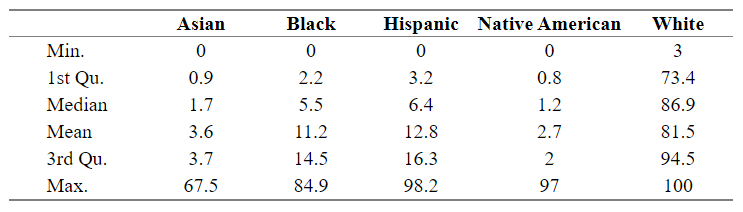 Asian Black Hispanic Native American White
Min. 0 0 0 0 3
1st Qu. 0.9 2.2 3.2 0.8 73.4
Median 1.7 5.5 6.4 1.2 86.9
Mean 3.6 11.2 12.8 2.7 81.5
3rd Qu. 3.7 14.5 16.3 2 94.5
Max. 67.5 84.9 98.2 97 100